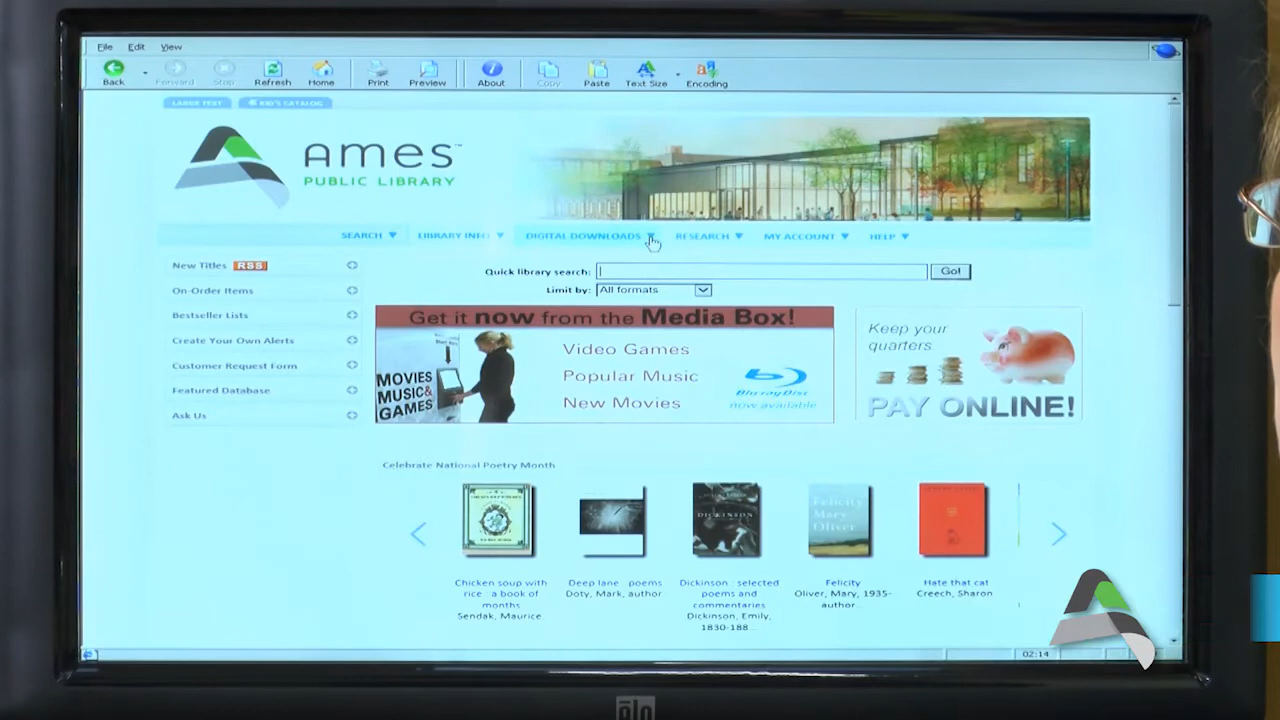 File Edit View
Back Forward Stop Refresh Home Print Preview About Copy Paste Text Size Encoding
LARGE TEXT KID'S CATALOG
AMES™
PUBLIC LIBRARY
SEARCH LIBRARY INFO DIGITAL DOWNLOADS RESEARCH MY ACCOUNT HELP
New Titles RSS
On-Order Items
Bestseller Lists
Create Your Own Alerts
Customer Request Form
Featured Database
Ask Us
Quick library search: Go!
Limit by: All formats
Get it now from the Media Box!
MOVIES
MUSIC&
GAMES
Video Games
Popular Music
New Movies
Blu-ray Disc
now available
Keep your
quarters.
PAY ONLINE!
Celebrate National Poetry Month
DICKINSON
Felicity
Mary
Oliver
Chicken soup with
rice : a book of
months
Sendak, Maurice.
Deep lane : poems
Doty, Mark, author.
Dickinson : selected
poems and
commentaries
Dickinson, Emily,
1830-188...
Felicity
Oliver, Mary, 1935-
author.
Hate that cat
Creech, Sharon
02:14
elo